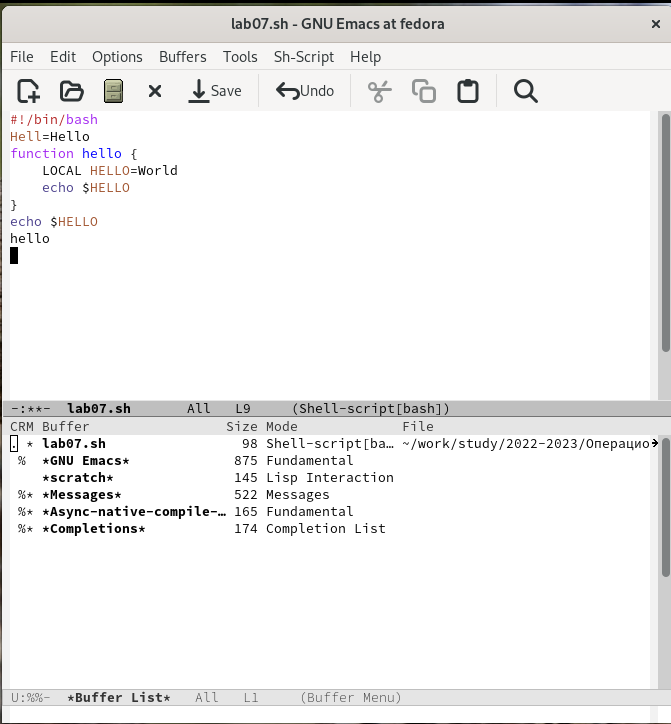 lab07.sh - GNU Emacs at fedora ×
File Edit Options Buffers Tools Sh-Script Help
Save Undo
#!/bin/bash
Hell=Hello
function hello {
    LOCAL HELLO=World
    echo $HELLO
}
echo $HELLO
hello
-:**-  lab07.sh       All   L9     (Shell-script[bash])
CRM Buffer                 Size Mode             File
. * lab07.sh                 98 Shell-script[ba… ~/work/study/2022-2023/Операцио
 %  *GNU Emacs*             875 Fundamental
    *scratch*               145 Lisp Interaction
 %* *Messages*              522 Messages
 %* *Async-native-compile-… 165 Fundamental
 %* *Completions*           174 Completion List
U:%%-  *Buffer List*   All   L1     (Buffer Menu)